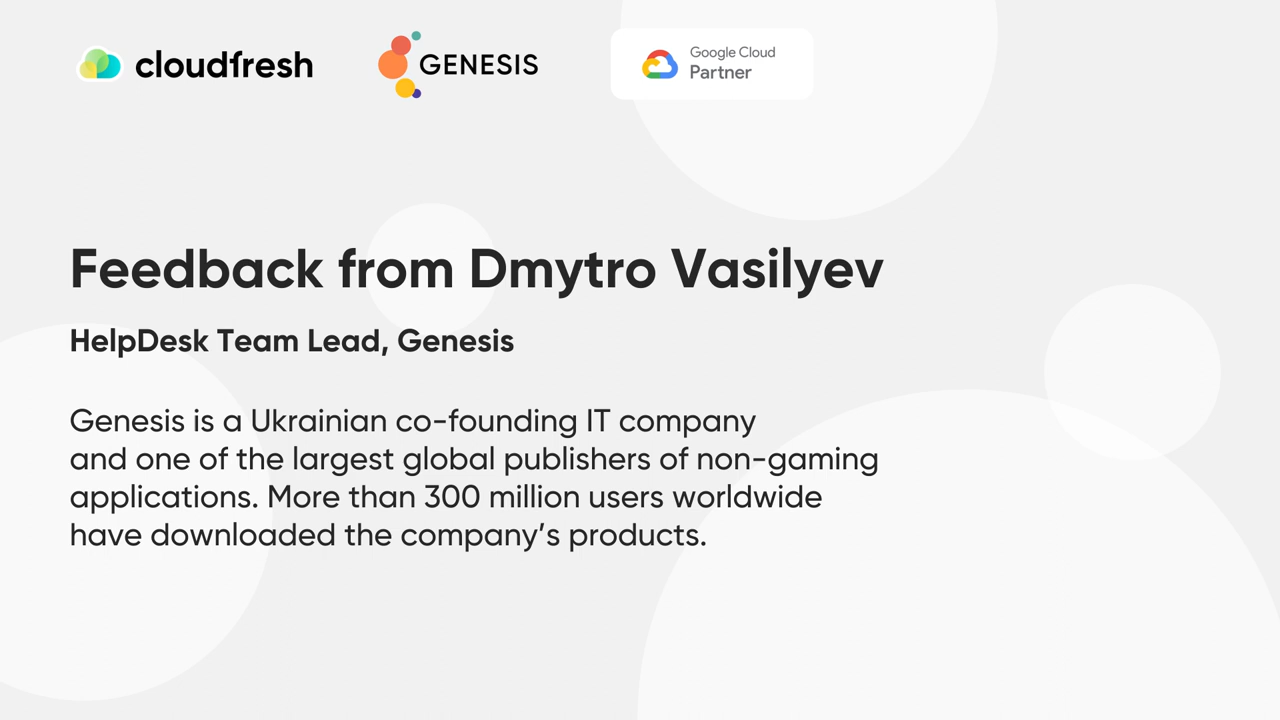 cloudfresh
GENESIS
Google Cloud
Partner
Feedback from Dmytro Vasilyev
HelpDesk Team Lead, Genesis
Genesis is a Ukrainian co-founding IT company
and one of the largest global publishers of non-gaming
applications. More than 300 million users worldwide
have downloaded the company’s products.